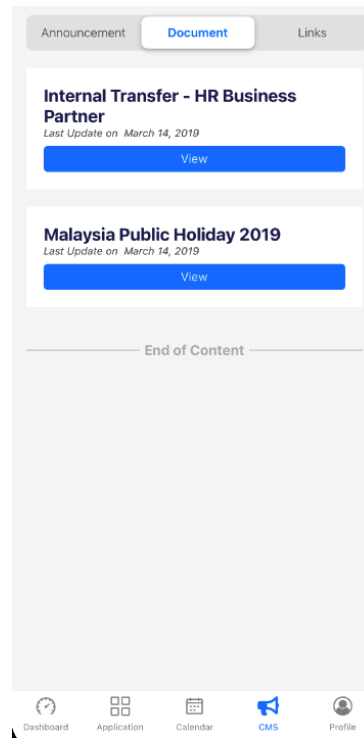 Announcement
Document
Links
Internal Transfer - HR Business
Partner
Last Update on March 14, 2019
View
Malaysia Public Holiday 2019
Last Update on March 14, 2019
View
End of Content
Dashboard
Application
Calendar
CMS
Profile